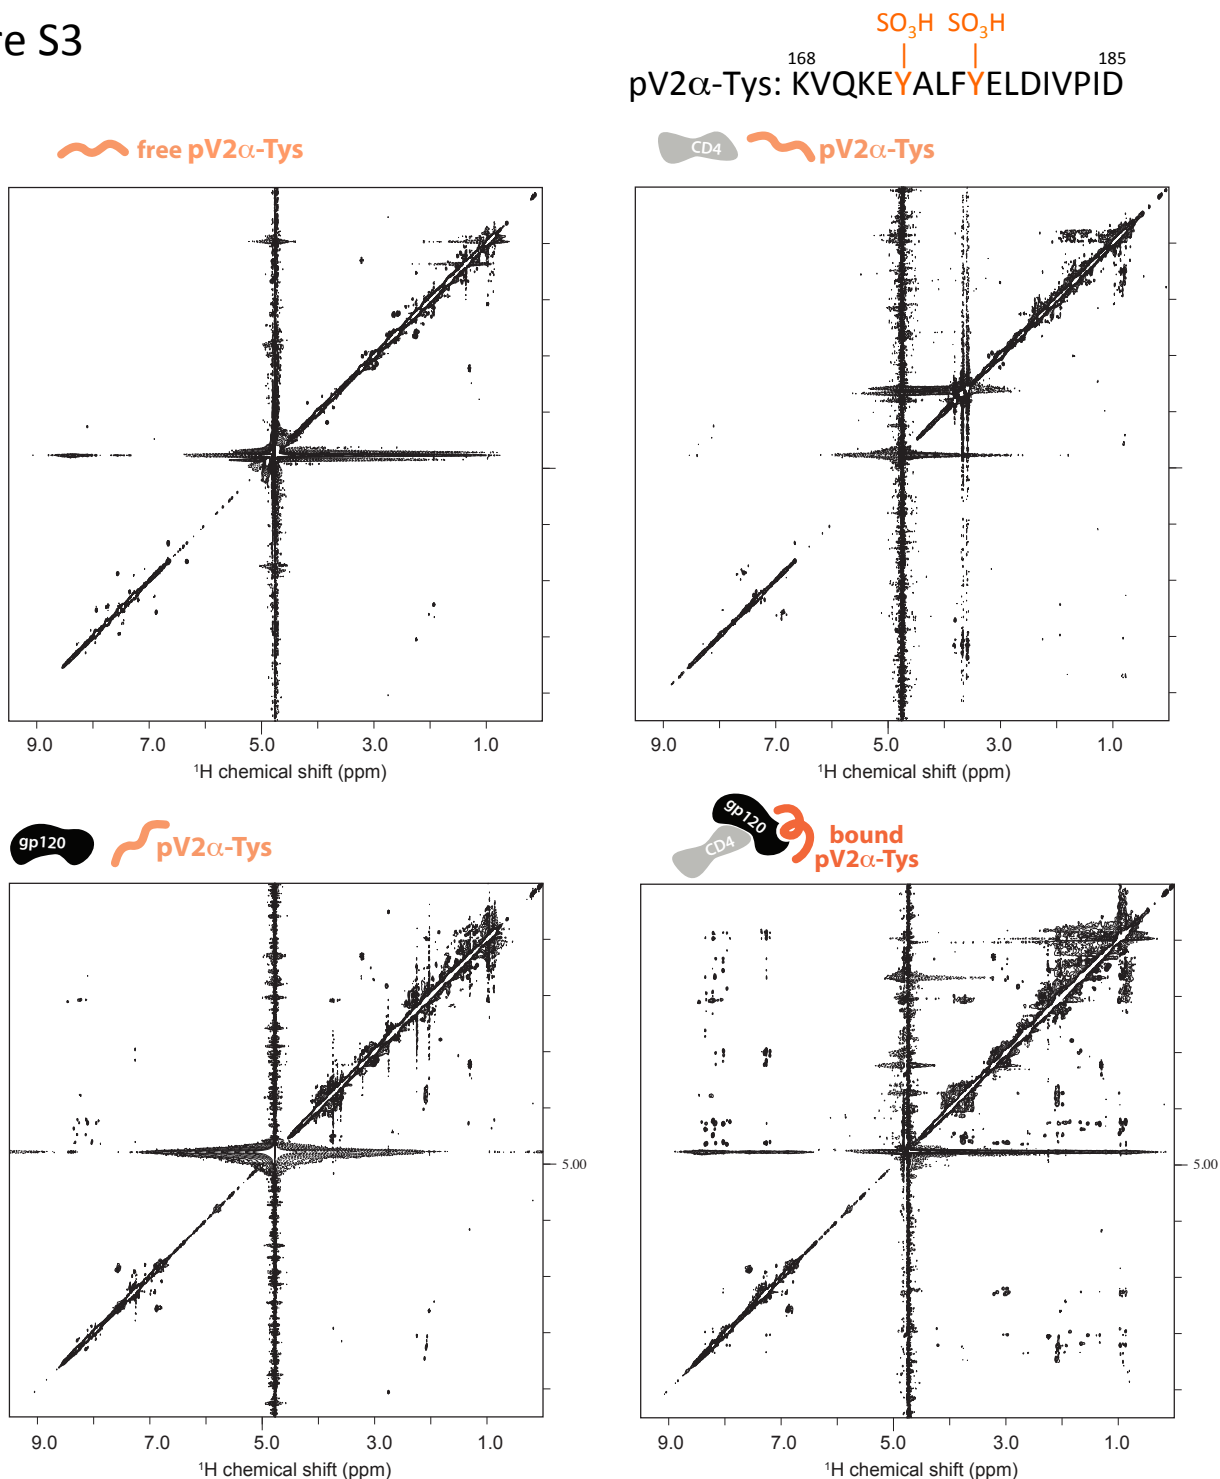 re S3
SO3H SO3H
168 185
pV2α-Tys: KVQKEYALFYELDIVPID
free pV2α-Tys
CD4 pV2α-Tys
9.0 7.0 5.0 3.0 1.0
¹H chemical shift (ppm)
9.0 7.0 5.0 3.0 1.0
¹H chemical shift (ppm)
gp120 pV2α-Tys
gp120
CD4
bound
pV2α-Tys
5.00
9.0 7.0 5.0 3.0 1.0
¹H chemical shift (ppm)
5.00
9.0 7.0 5.0 3.0 1.0
¹H chemical shift (ppm)